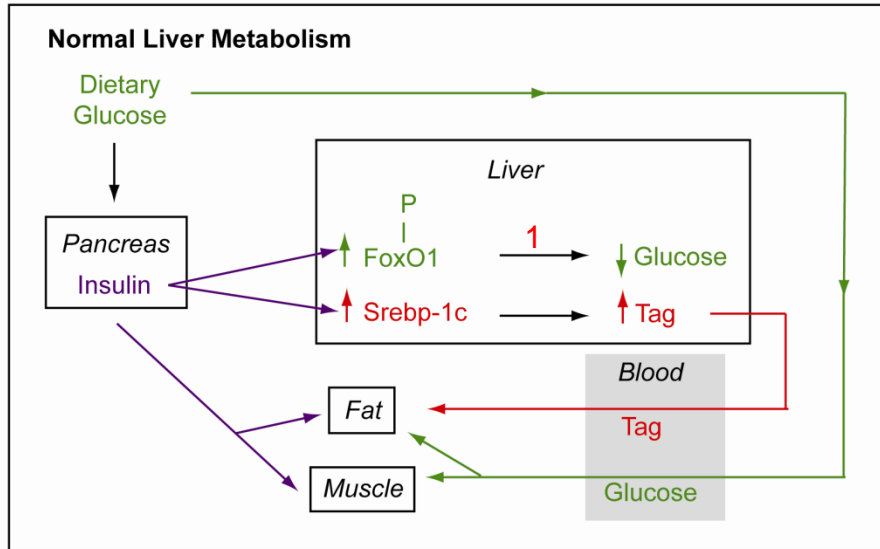 Normal Liver Metabolism
Dietary
Glucose
Liver
P
Pancreas
Insulin
FoxO1
1
Glucose
Srebp-1c
Tag
Blood
Fat
Tag
Muscle
Glucose